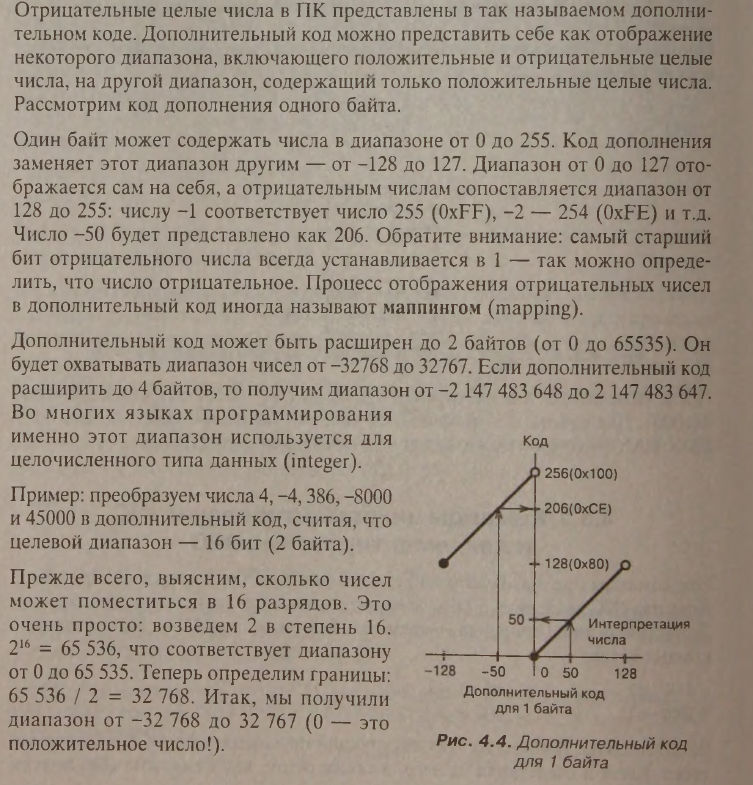 Отрицательные целые числа в ПК представлены в так называемом дополни-
тельном коде. Дополнительный код можно представить себе как отображение
некоторого диапазона, включающего положительные и отрицательные целые
числа, на другой диапазон, содержащий только положительные целые числа.
Рассмотрим код дополнения одного байта.
Один байт может содержать числа в диапазоне от 0 до 255. Код дополнения
заменяет этот диапазон другим — от –128 до 127. Диапазон от 0 до 127 ото-
бражается сам на себя, а отрицательным числам сопоставляется диапазон от
128 до 255: числу –1 соответствует число 255 (0xFF), –2 — 254 (0xFE) и т.д.
Число –50 будет представлено как 206. Обратите внимание: самый старший
бит отрицательного числа всегда устанавливается в 1 — так можно опреде-
лить, что число отрицательное. Процесс отображения отрицательных чисел
в дополнительный код иногда называют маппингом (mapping).
Дополнительный код может быть расширен до 2 байтов (от 0 до 65535). Он
будет охватывать диапазон чисел от –32768 до 32767. Если дополнительный код
расширить до 4 байтов, то получим диапазон от –2 147 483 648 до 2 147 483 647.
Во многих языках программирования
именно этот диапазон используется для
целочисленного типа данных (integer).
Пример: преобразуем числа 4, –4, 386, –8000
и 45000 в дополнительный код, считая, что
целевой диапазон — 16 бит (2 байта).
Прежде всего, выясним, сколько чисел
может поместиться в 16 разрядов. Это
очень просто: возведем 2 в степень 16.
2¹⁶ = 65 536, что соответствует диапазону
от 0 до 65 535. Теперь определим границы:
65 536 / 2 = 32 768. Итак, мы получили
диапазон от –32 768 до 32 767 (0 — это
положительное число!).
Код
256(0x100)
206(0xCE)
128(0x80)
50
Интерпретация
числа
–128 –50 0 50 128
Дополнительный код
для 1 байта
Рис. 4.4. Дополнительный код
для 1 байта